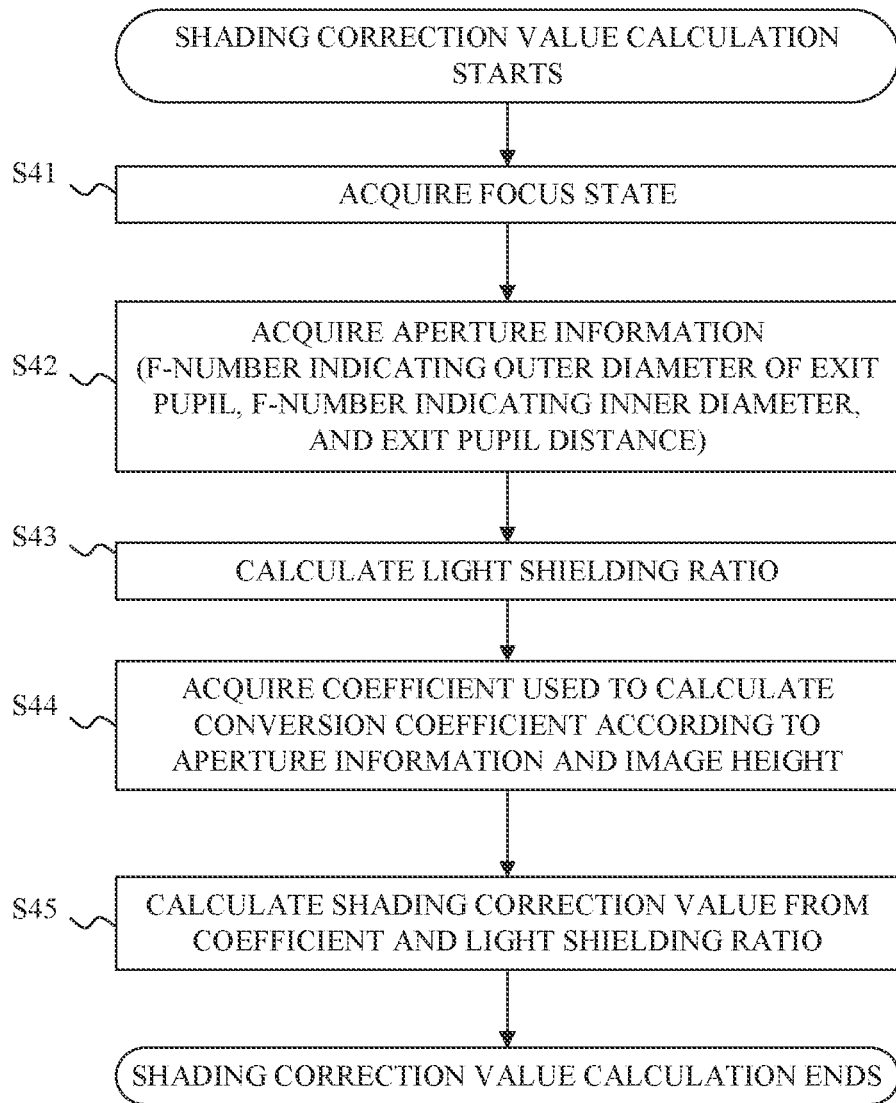 SHADING CORRECTION VALUE CALCULATION
STARTS
S41
ACQUIRE FOCUS STATE
S42
ACQUIRE APERTURE INFORMATION
(F-NUMBER INDICATING OUTER DIAMETER OF EXIT
PUPIL, F-NUMBER INDICATING INNER DIAMETER,
AND EXIT PUPIL DISTANCE)
S43
CALCULATE LIGHT SHIELDING RATIO
S44
ACQUIRE COEFFICIENT USED TO CALCULATE
CONVERSION COEFFICIENT ACCORDING TO
APERTURE INFORMATION AND IMAGE HEIGHT
S45
CALCULATE SHADING CORRECTION VALUE FROM
COEFFICIENT AND LIGHT SHIELDING RATIO
SHADING CORRECTION VALUE CALCULATION ENDS